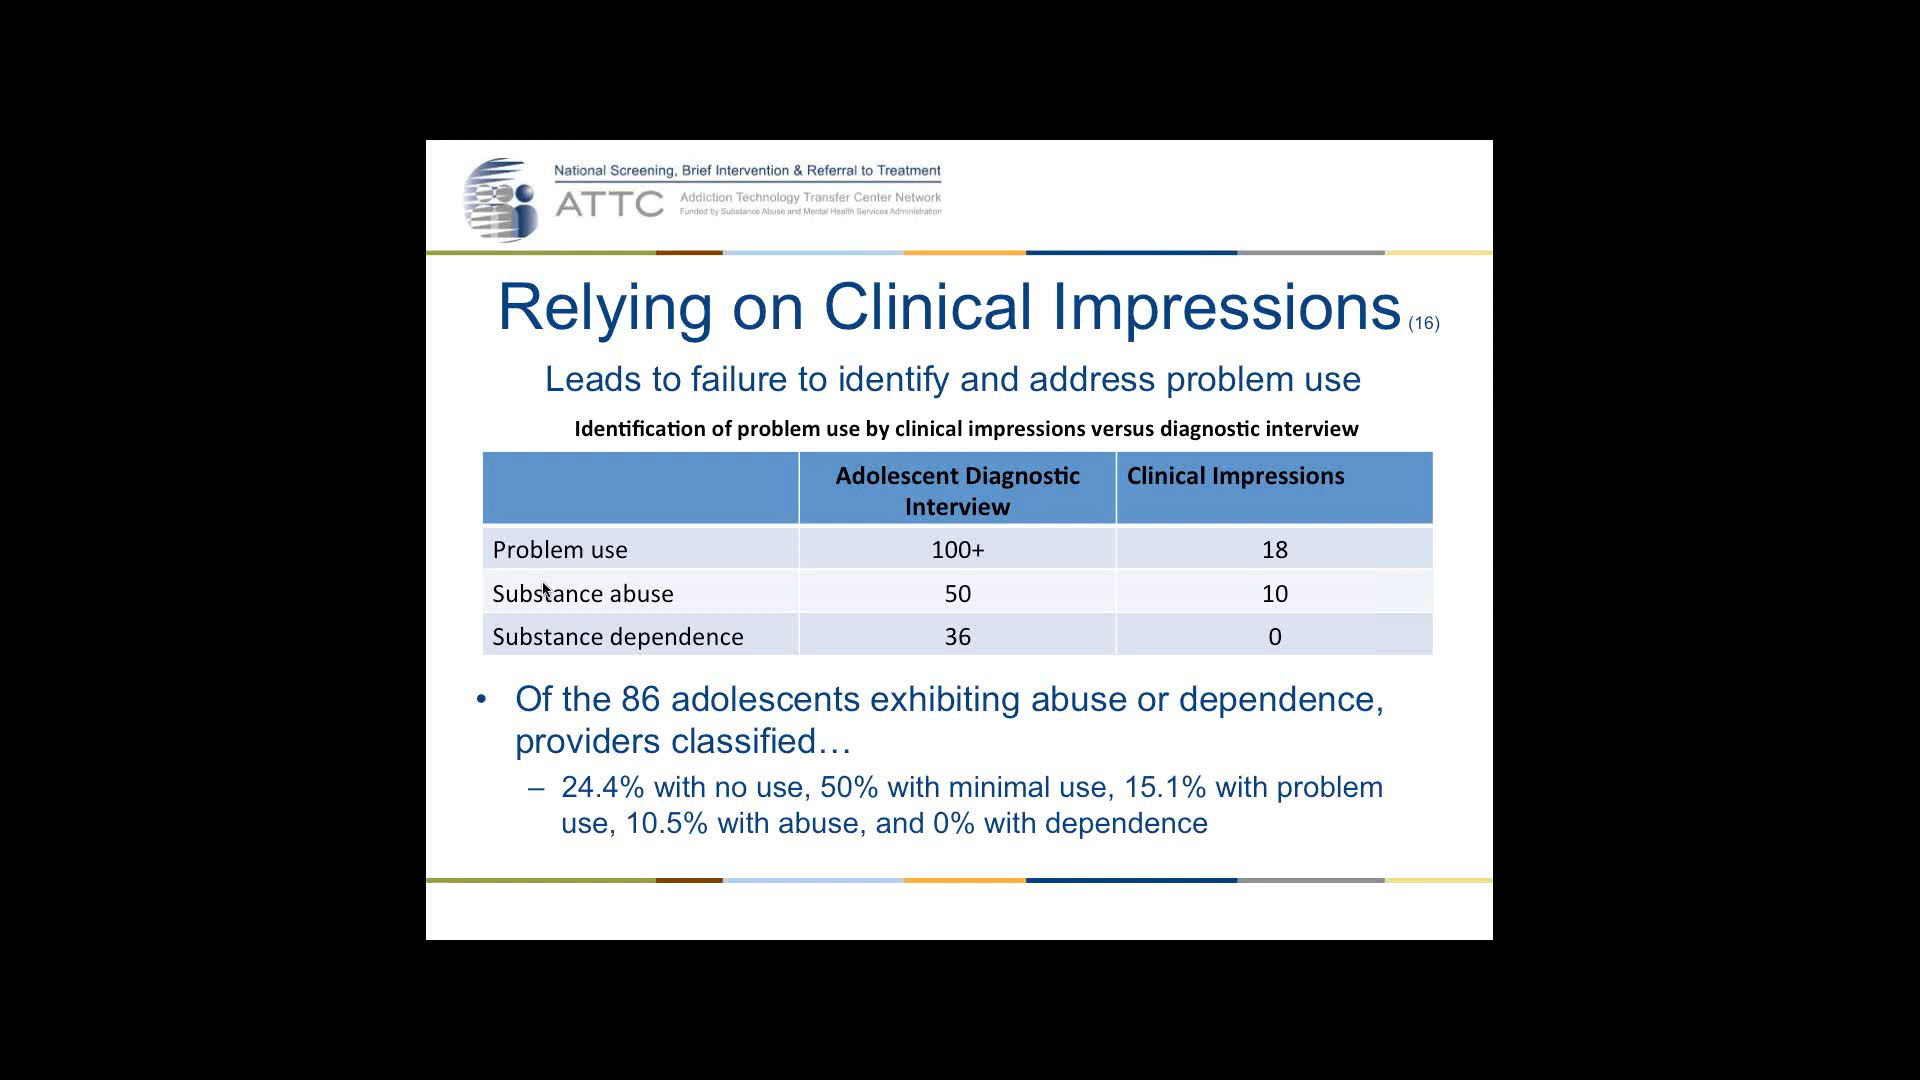 National Screening, Brief Intervention & Referral to Treatment
ATTC Addiction Technology Transfer Center Network
Funded by Substance Abuse and Mental Health Services Administration
Relying on Clinical Impressions (16)
Leads to failure to identify and address problem use
Identification of problem use by clinical impressions versus diagnostic interview
Adolescent Diagnostic Clinical Impressions
Interview
Problem use 100+ 18
Substance abuse 50 10
Substance dependence 36 0
• Of the 86 adolescents exhibiting abuse or dependence,
providers classified…
– 24.4% with no use, 50% with minimal use, 15.1% with problem
use, 10.5% with abuse, and 0% with dependence